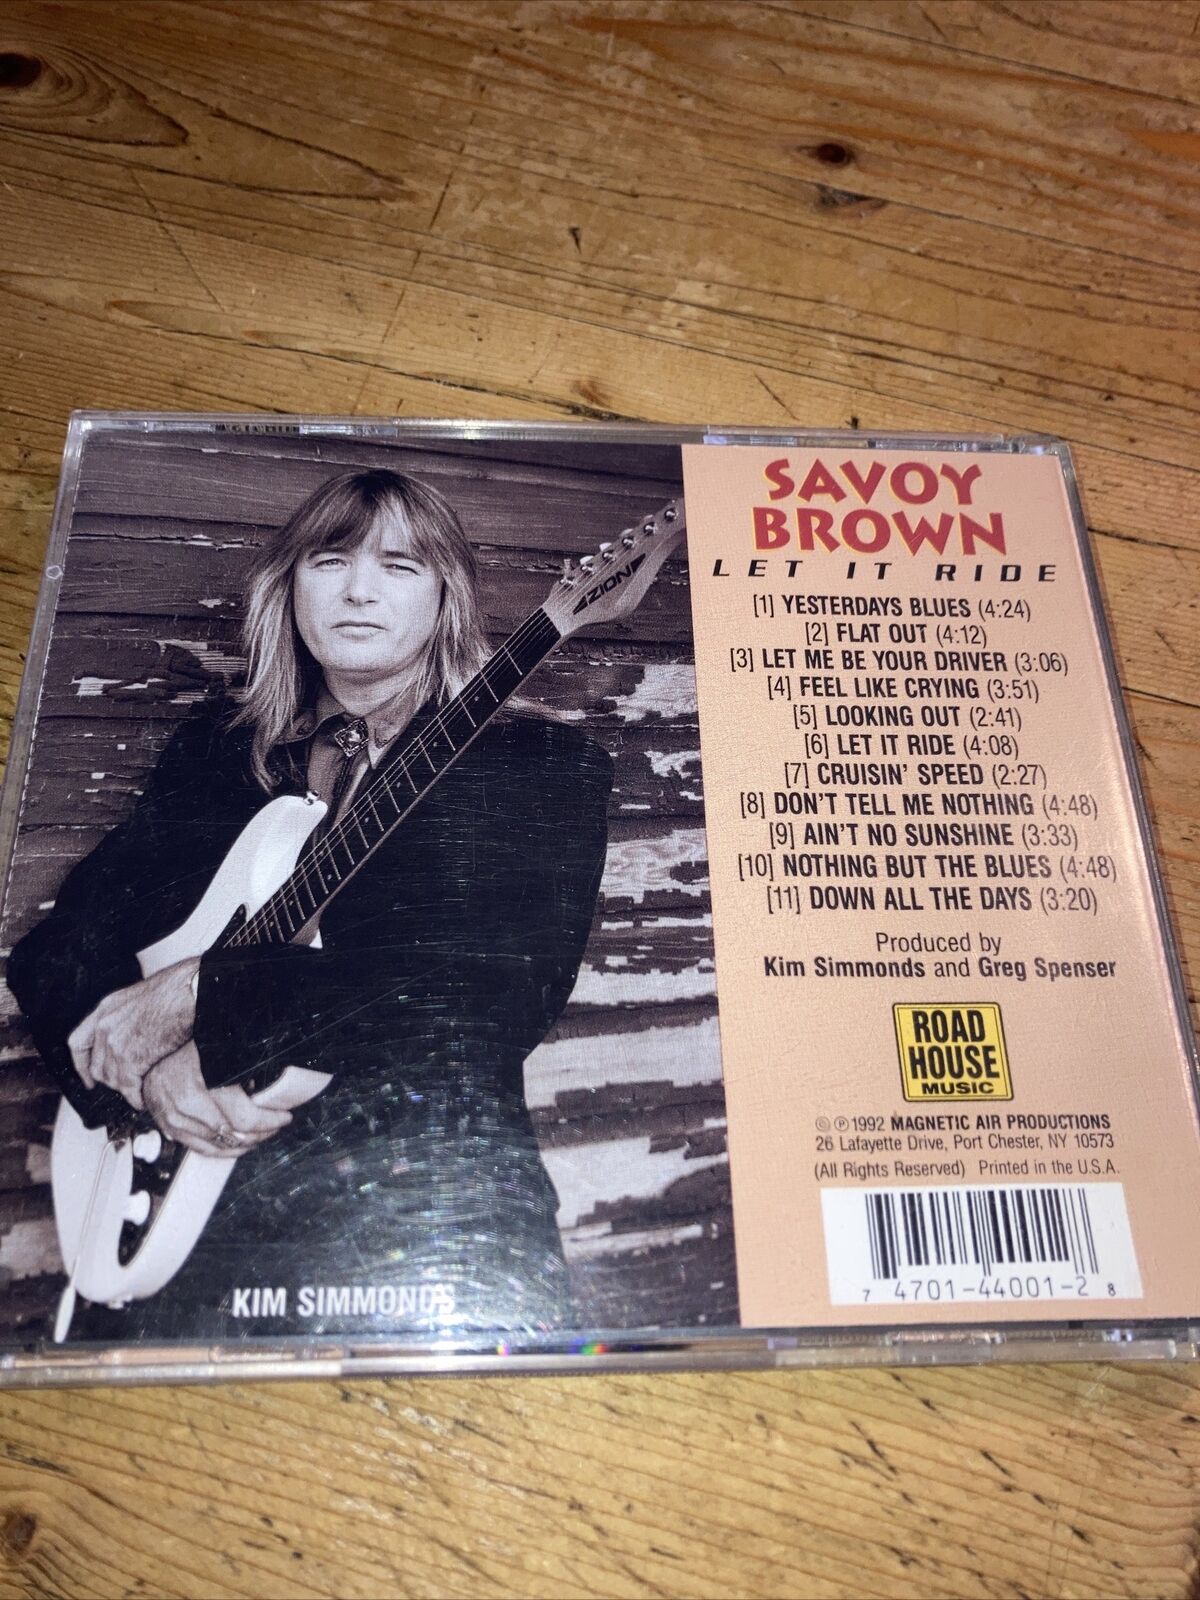 ZION
KIM SIMMONDS
SAVOY
BROWN
LET IT RIDE
[1] YESTERDAYS BLUES (4:24)
[2] FLAT OUT (4:12)
[3] LET ME BE YOUR DRIVER (3:06)
[4] FEEL LIKE CRYING (3:51)
[5] LOOKING OUT (2:41)
[6] LET IT RIDE (4:08)
[7] CRUISIN' SPEED (2:27)
[8] DON'T TELL ME NOTHING (4:48)
[9] AIN'T NO SUNSHINE (3:33)
[10] NOTHING BUT THE BLUES (4:48)
[11] DOWN ALL THE DAYS (3:20)
Produced by
Kim Simmonds and Greg Spenser
ROAD
HOUSE
MUSIC
© ℗ 1992 MAGNETIC AIR PRODUCTIONS
26 Lafayette Drive, Port Chester, NY 10573
(All Rights Reserved) Printed in the U.S.A.
7 4701-44001-2 8